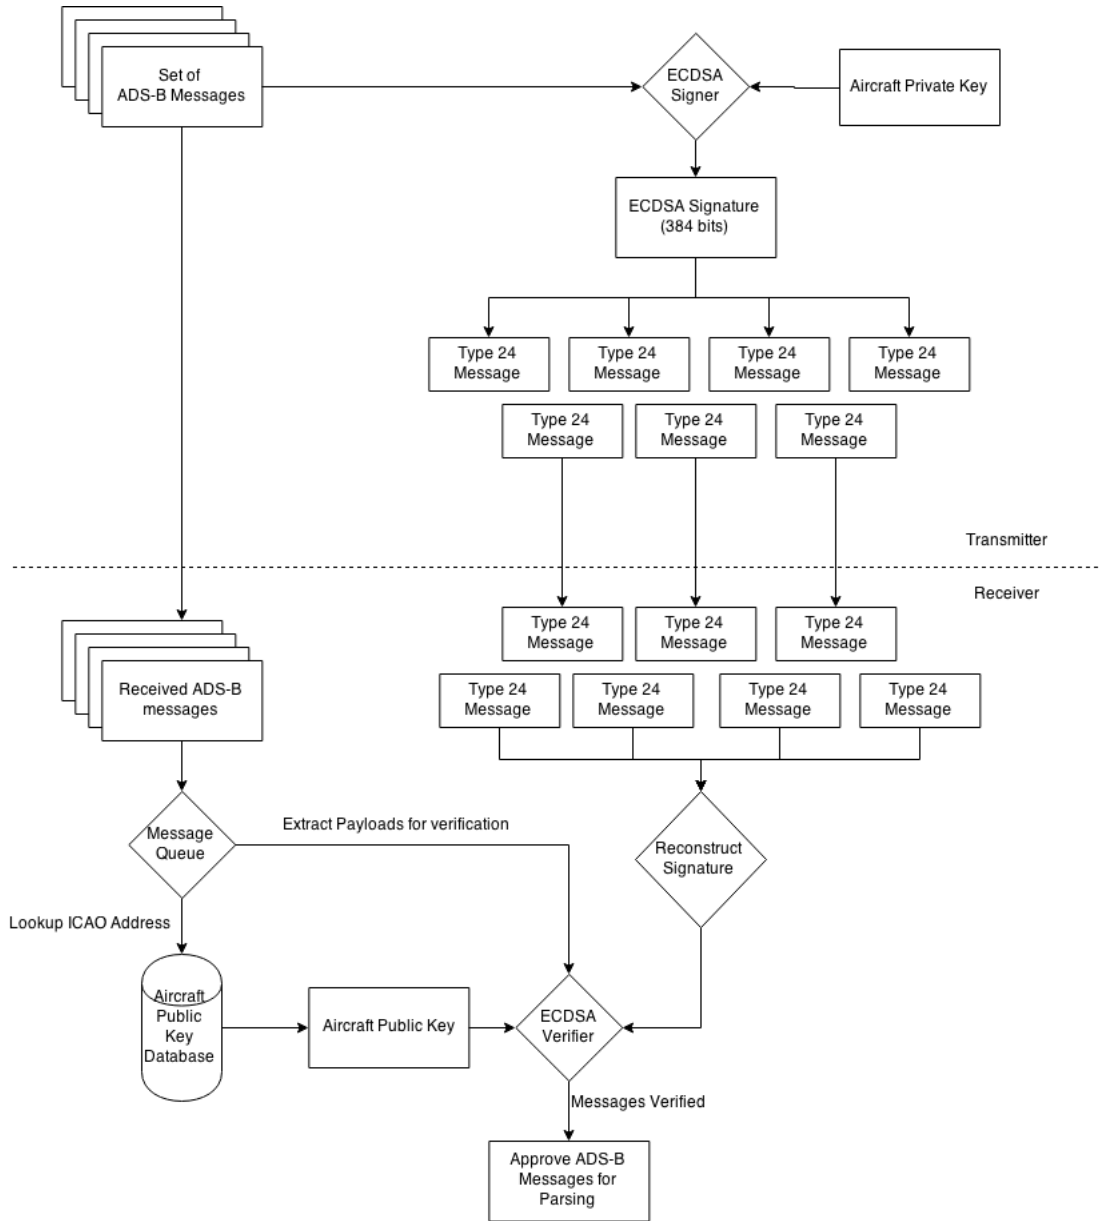 Set of
ADS-B Messages
ECDSA
Signer
Aircraft Private Key
ECDSA Signature
(384 bits)
Type 24
Message
Type 24
Message
Type 24
Message
Type 24
Message
Type 24
Message
Type 24
Message
Type 24
Message
Transmitter
Receiver
Type 24
Message
Type 24
Message
Type 24
Message
Received ADS-B
messages
Type 24
Message
Type 24
Message
Type 24
Message
Type 24
Message
Message
Queue
Extract Payloads for verification
Reconstruct
Signature
Lookup ICAO Address
Aircraft
Public
Key
Database
Aircraft Public Key
ECDSA
Verifier
Messages Verified
Approve ADS-B
Messages for
Parsing